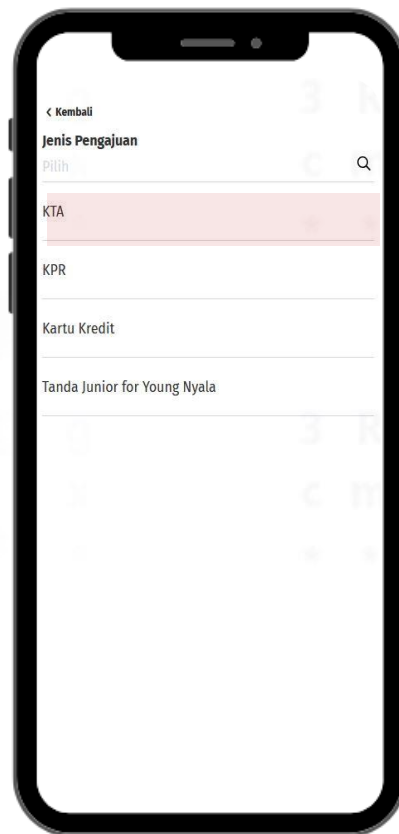 < Kembali
Jenis Pengajuan
Pilih
KTA
KPR
Kartu Kredit
Tanda Junior for Young Nyala